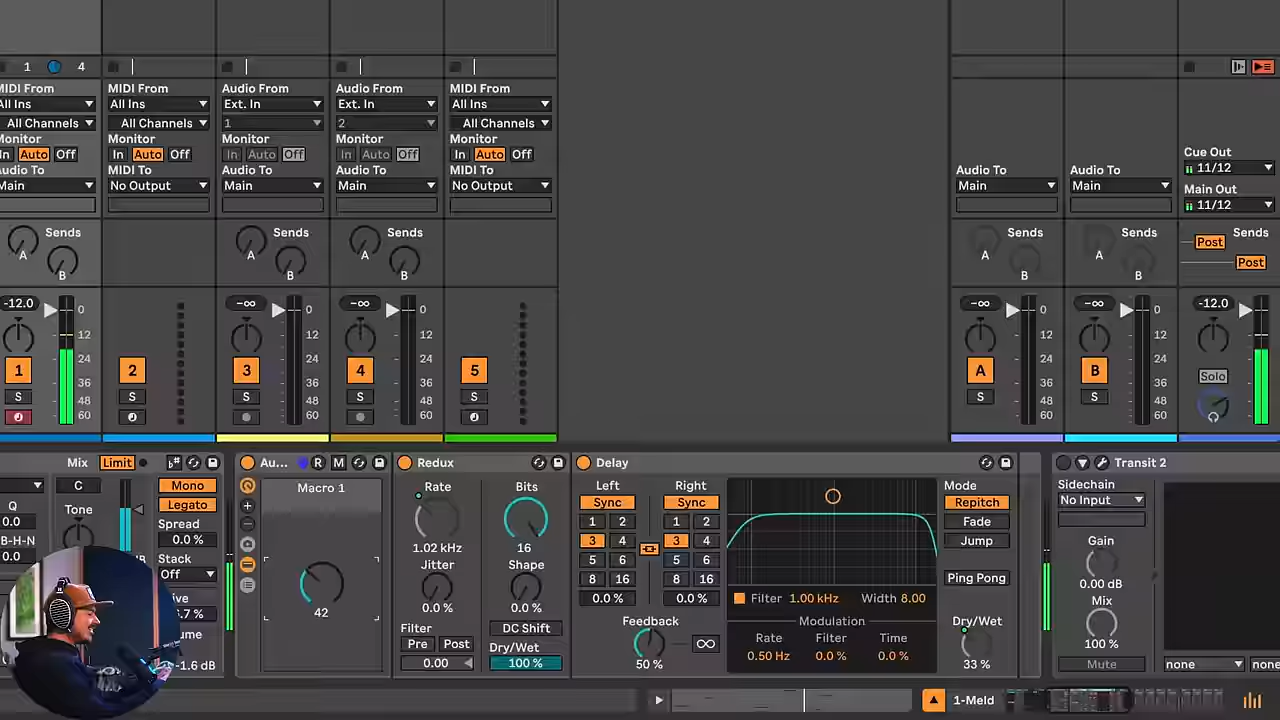 1 4
MIDI From MIDI From Audio From Audio From MIDI From
All Ins All Ins Ext. In Ext. In All Ins
All Channels All Channels 1 2 All Channels
Monitor Monitor Monitor Monitor Monitor
In Auto Off In Auto Off In Auto Off In Auto Off In Auto Off
Audio To MIDI To Audio To Audio To MIDI To Audio To Audio To
Main No Output Main Main No Output Main Main
Cue Out
11/12
Main Out
11/12
Sends Sends Sends Sends Sends Sends
A B A B A B A B A B Post Post
-12.0 -∞ -∞ -∞ -∞ -12.0
0 12 24 36 48 60
0 12 24 36 48 60
0 12 24 36 48 60
0 12 24 36 48 60
0 12 24 36 48 60
0 12 24 36 48 60
1 2 3 4 5 A B Solo
S S S S S S S
Mix Limit
C
Mono
Legato
Tone
Spread
0.0 %
Stack
Off
Q
0.0
B-H-N
0.0
-1.6 dB
Au... R M
Macro 1
42
Redux
Rate Bits
1.02 kHz 16
Jitter Shape
0.0 % 0.0 %
Filter DC Shift
Pre Post Dry/Wet
0.00 100 %
Delay
Left Right
Sync Sync
1 2 1 2
3 4 3 4
5 6 5 6
8 16 8 16
0.0 % 0.0 %
Feedback
50 %
Filter 1.00 kHz Width 8.00
Modulation
Rate Filter Time
0.50 Hz 0.0 % 0.0 %
Mode
Repitch
Fade
Jump
Ping Pong
Dry/Wet
33 %
Transit 2
Sidechain
No Input
Gain
0.00 dB
Mix
100 %
Mute
none
1-Meld